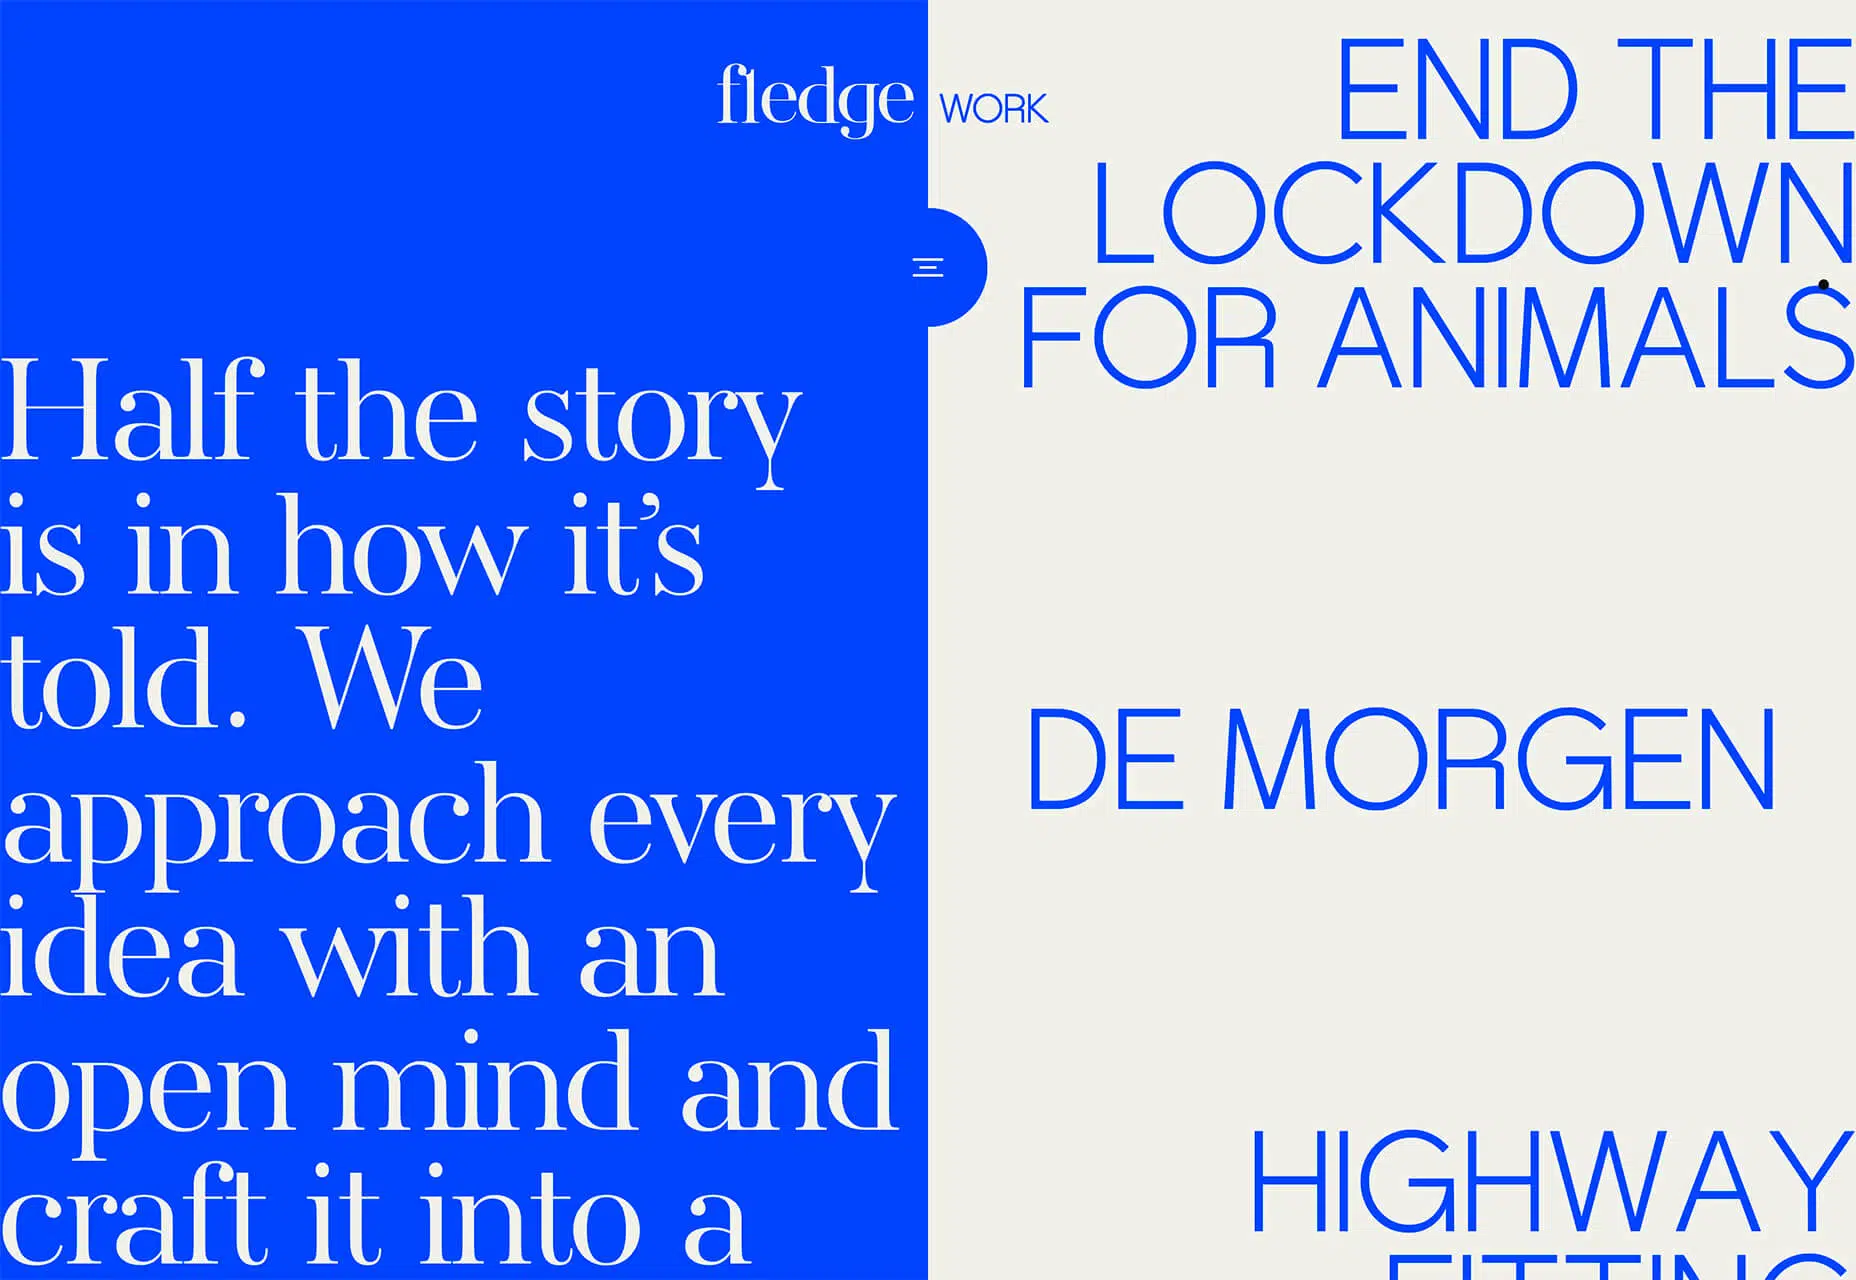 fledge
WORK
Half the story
is in how it’s
told. We
approach every
idea with an
open mind and
craft it into a
END THE
LOCKDOWN
FOR ANIMALS
DE MORGEN
HIGHWAY
FITTING